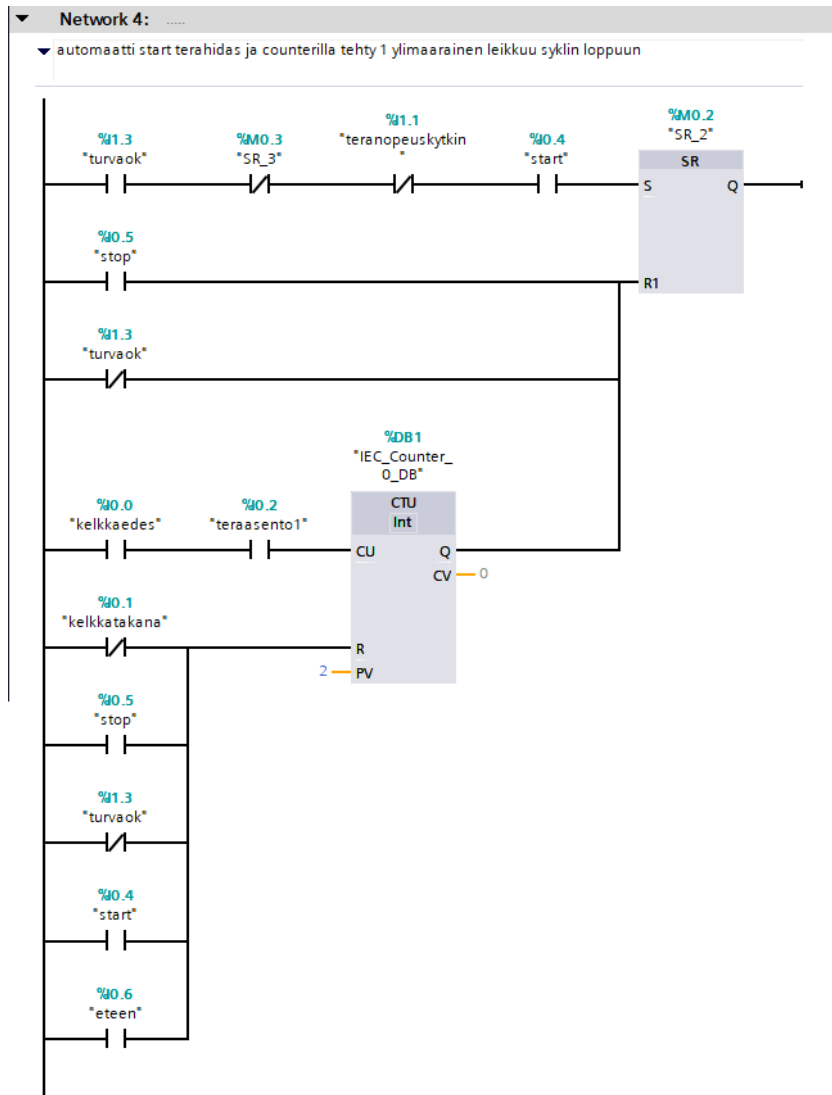 Network 4: .....
automaatti start terahidas ja counterilla tehty 1 ylimaarainen leikkuu syklin loppuun
%I1.3
"turvaok"
%M0.3
"SR_3"
%I1.1
"teranopeuskytkin
"
%I0.4
"start"
%M0.2
"SR_2"
SR
S
Q
R1
%I0.5
"stop"
%I1.3
"turvaok"
%DB1
"IEC_Counter_
0_DB"
CTU
Int
%I0.0
"kelkkaedes"
%I0.2
"teraasento1"
CU
Q
CV
0
%I0.1
"kelkkatakana"
R
2
PV
%I0.5
"stop"
%I1.3
"turvaok"
%I0.4
"start"
%I0.6
"eteen"